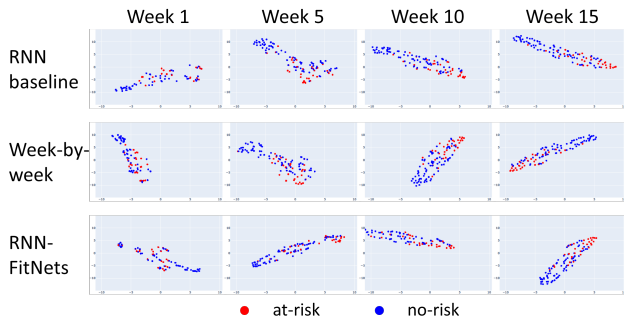 Week 1 Week 5 Week 10 Week 15
RNN
baseline
Week-by-
week
RNN-
FitNets
at-risk no-risk